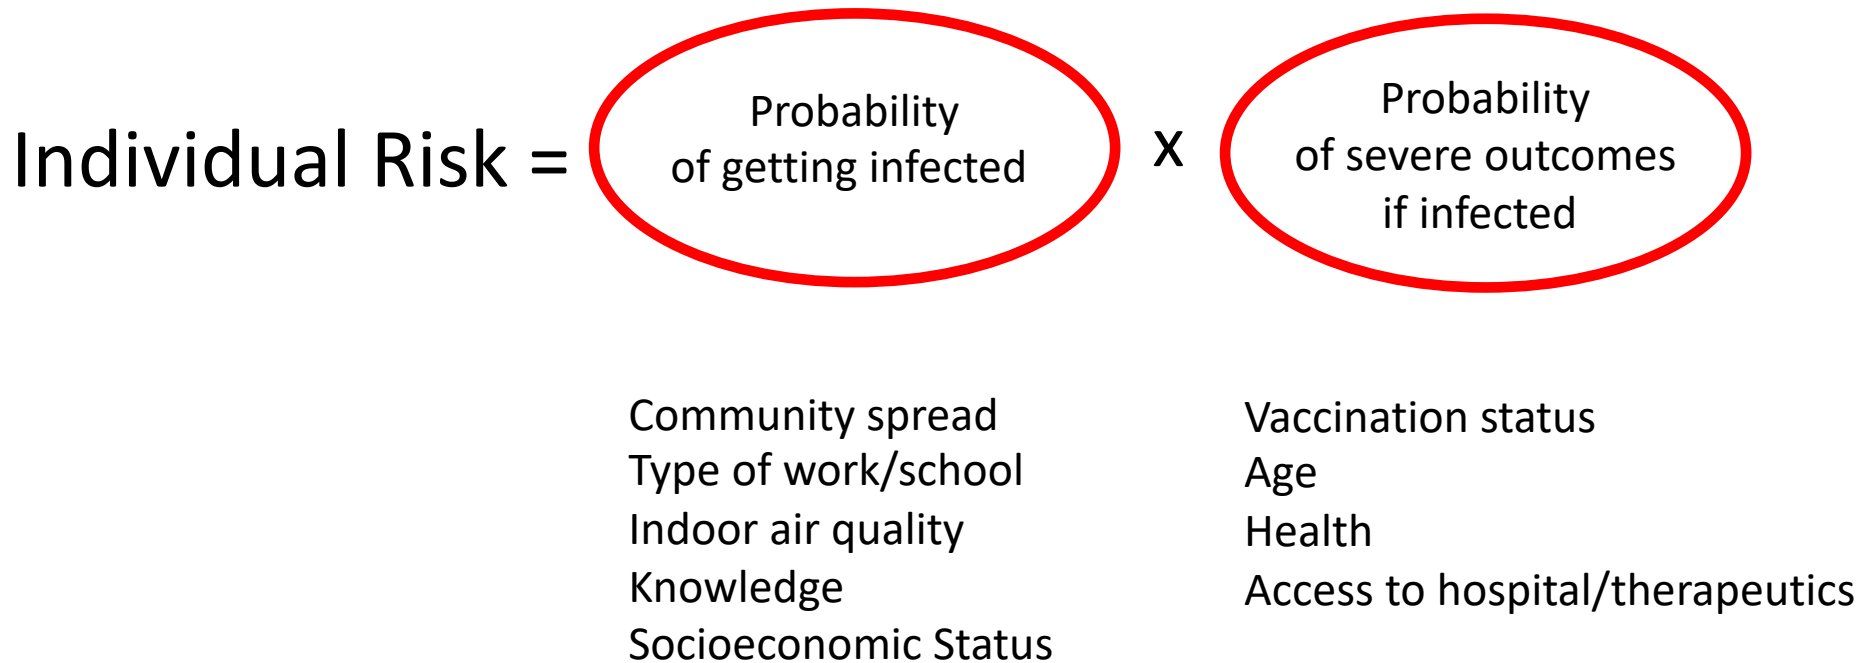 Individual Risk =
Probability
of getting infected
x
Probability
of severe outcomes
if infected
Community spread
Type of work/school
Indoor air quality
Knowledge
Socioeconomic Status
Vaccination status
Age
Health
Access to hospital/therapeutics